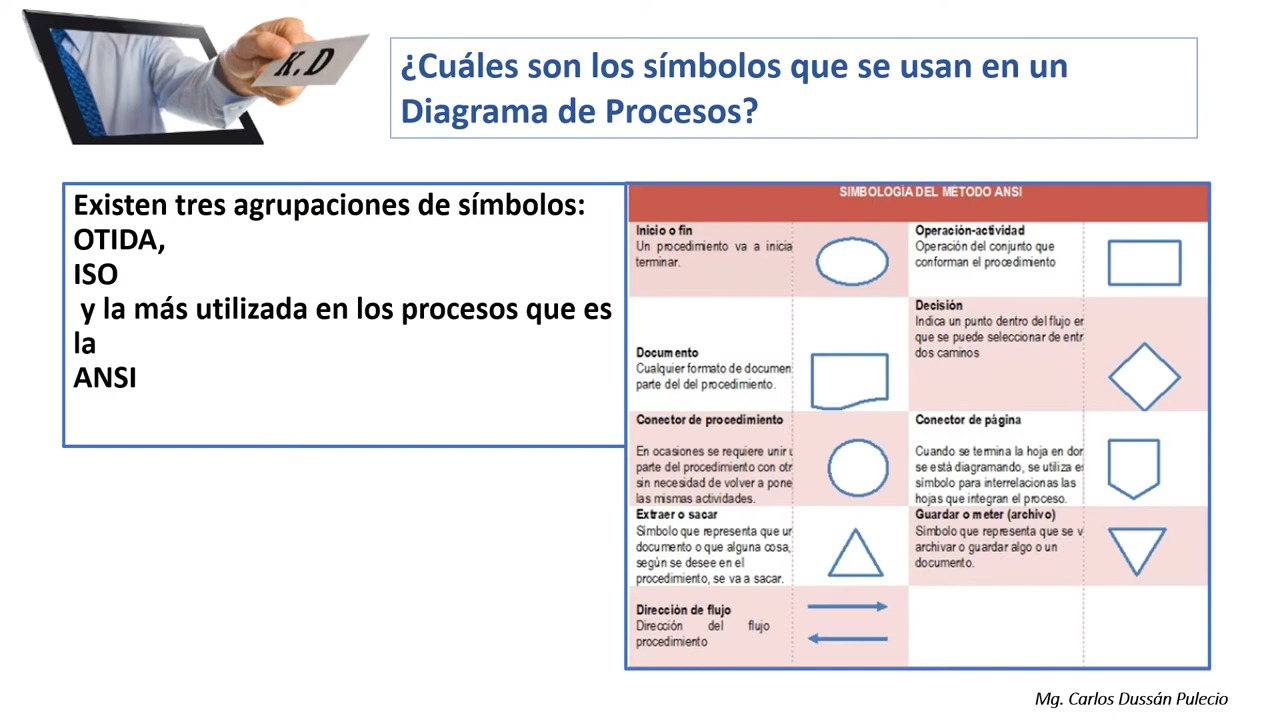 K.D
¿Cuáles son los símbolos que se usan en un
Diagrama de Procesos?
Existen tres agrupaciones de símbolos:
OTIDA,
ISO
y la más utilizada en los procesos que es
la
ANSI
SIMBOLOGÍA DEL MÉTODO ANSI
Inicio o fin
Un procedimiento va a inicia
terminar.
Operación-actividad
Operación del conjunto que
conforman el procedimiento
Documento
Cualquier formato de documen
parte del del procedimiento.
Decisión
Indica un punto dentro del flujo er
que se puede seleccionar de entr
dos caminos
Conector de procedimiento
En ocasiones se requiere unir u
parte del procedimiento con otr
sin necesidad de volver a pone
las mismas actividades.
Conector de página
Cuando se termina la hoja en dor
se está diagramando, se utiliza e
símbolo para interrelacionas las
hojas que integran el proceso.
Extraer o sacar
Símbolo que representa que ur
documento o que alguna cosa,
según se desee en el
procedimiento, se va a sacar.
Guardar o meter (archivo)
Símbolo que representa que se v
archivar o guardar algo o un
documento.
Dirección de flujo
Dirección del flujo
procedimiento
Mg. Carlos Dussán Pulecio